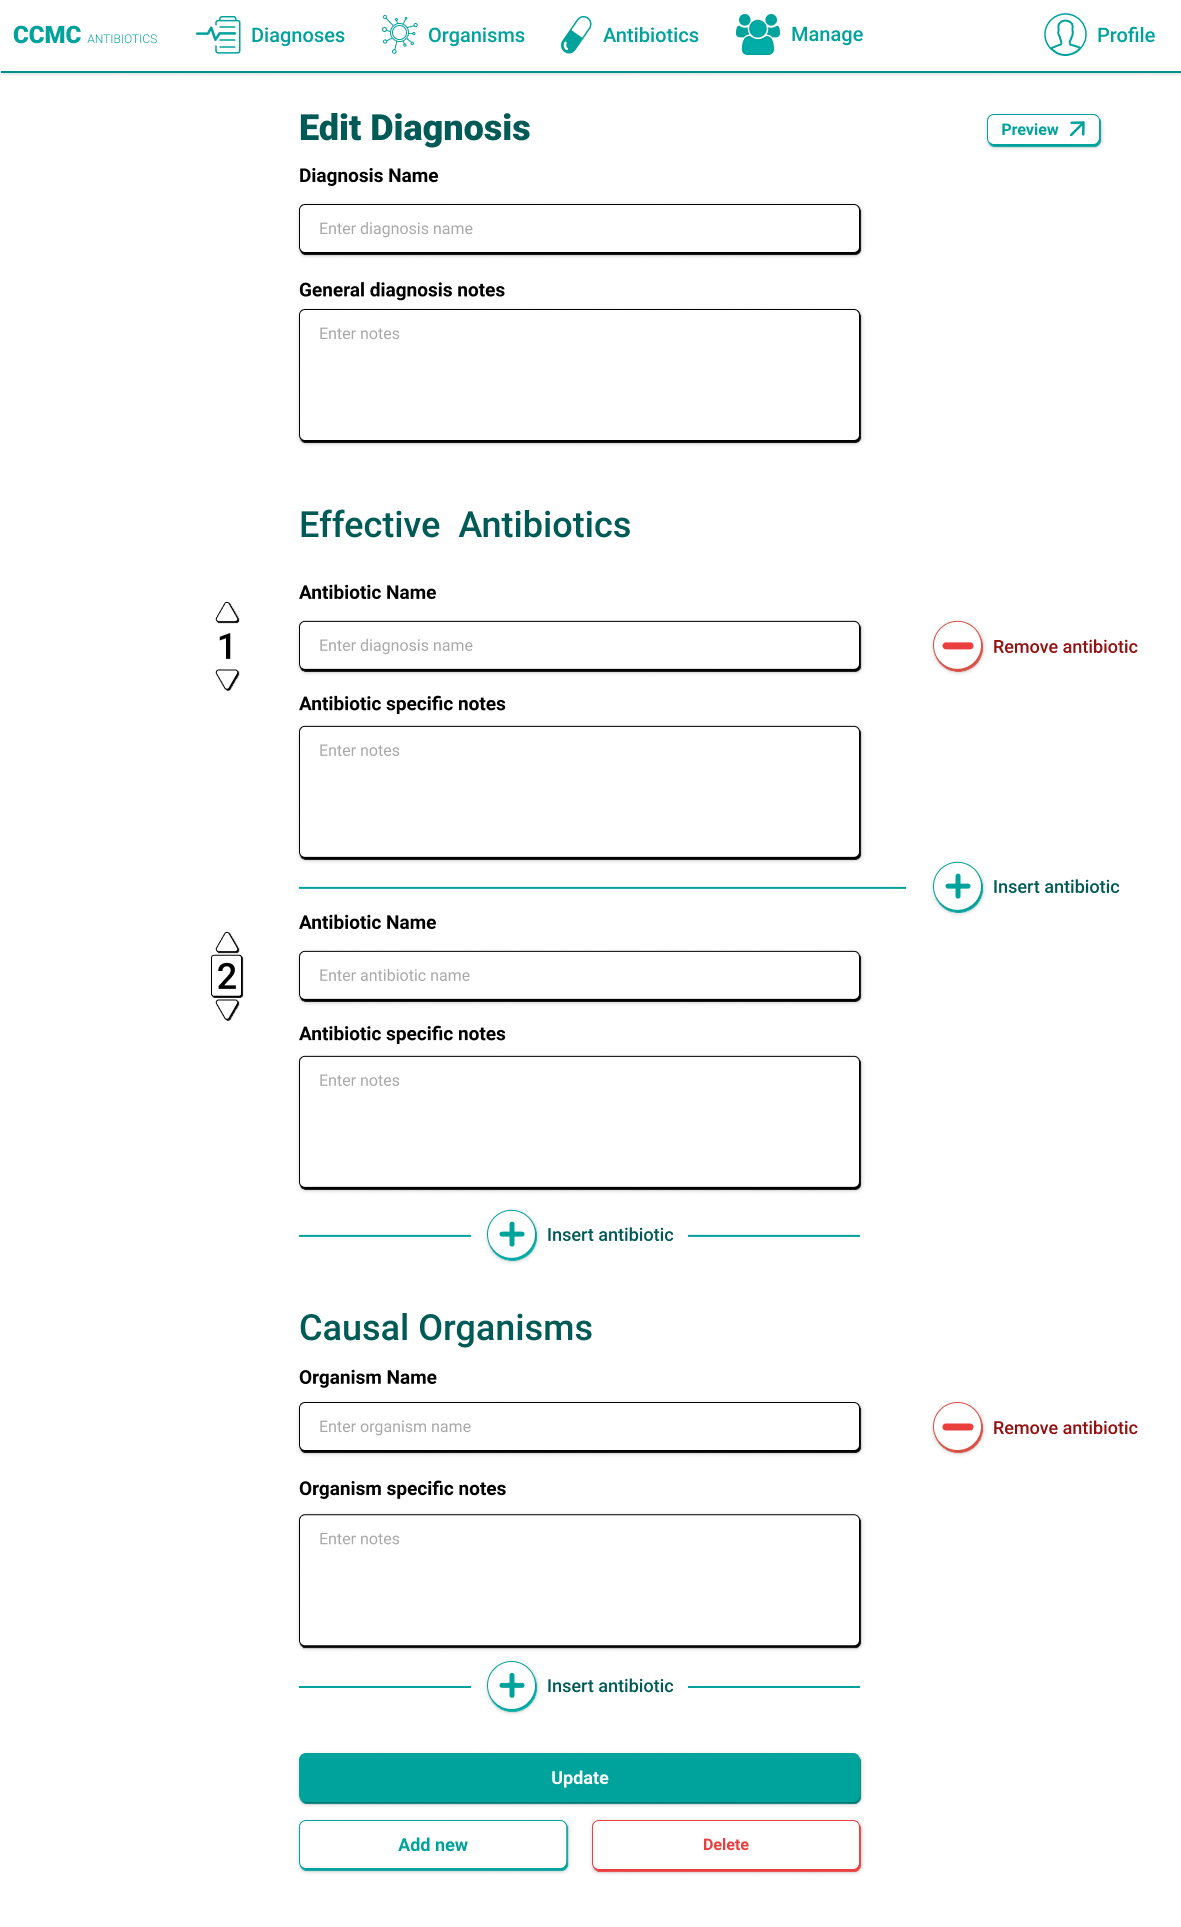 CCMC ANTIBIOTICS Diagnoses Organisms Antibiotics Manage Profile
Edit Diagnosis
Preview
Diagnosis Name
Enter diagnosis name
General diagnosis notes
Enter notes
Effective Antibiotics
Antibiotic Name
1
Enter diagnosis name
Remove antibiotic
Antibiotic specific notes
Enter notes
Insert antibiotic
Antibiotic Name
2
Enter antibiotic name
Antibiotic specific notes
Enter notes
Insert antibiotic
Causal Organisms
Organism Name
Enter organism name
Remove antibiotic
Organism specific notes
Enter notes
Insert antibiotic
Update
Add new
Delete